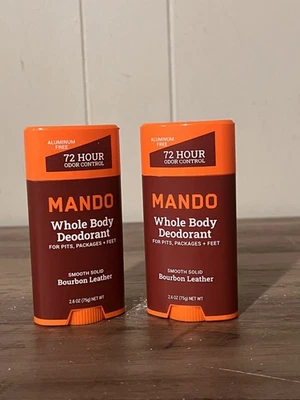 ALUMINUM
FREE
72 HOUR
ODOR CONTROL
MANDO
Whole Body
Deodorant
FOR PITS, PACKAGES + FEET
SMOOTH SOLID
Bourbon Leather
2.6 OZ (75g) NET WT
ALUMINUM
FREE
72 HOUR
ODOR CONTROL
MANDO
Whole Body
Deodorant
FOR PITS, PACKAGES + FEET
SMOOTH SOLID
Bourbon Leather
2.6 OZ (75g) NET WT